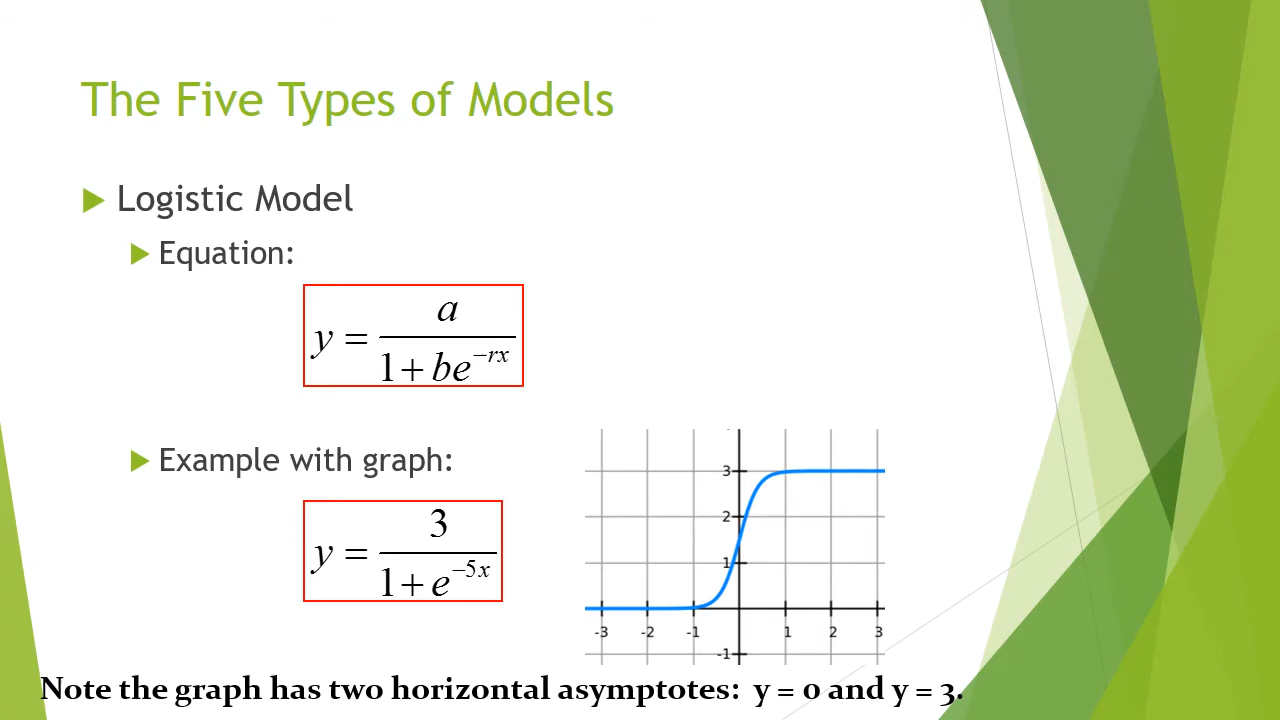 The Five Types of Models
Logistic Model
Equation:
y = a / (1 + be^{-rx})
Example with graph:
y = 3 / (1 + e^{-5x})
3
2
1
-3 -2 -1 1 2 3
-1
Note the graph has two horizontal asymptotes: y = 0 and y = 3.